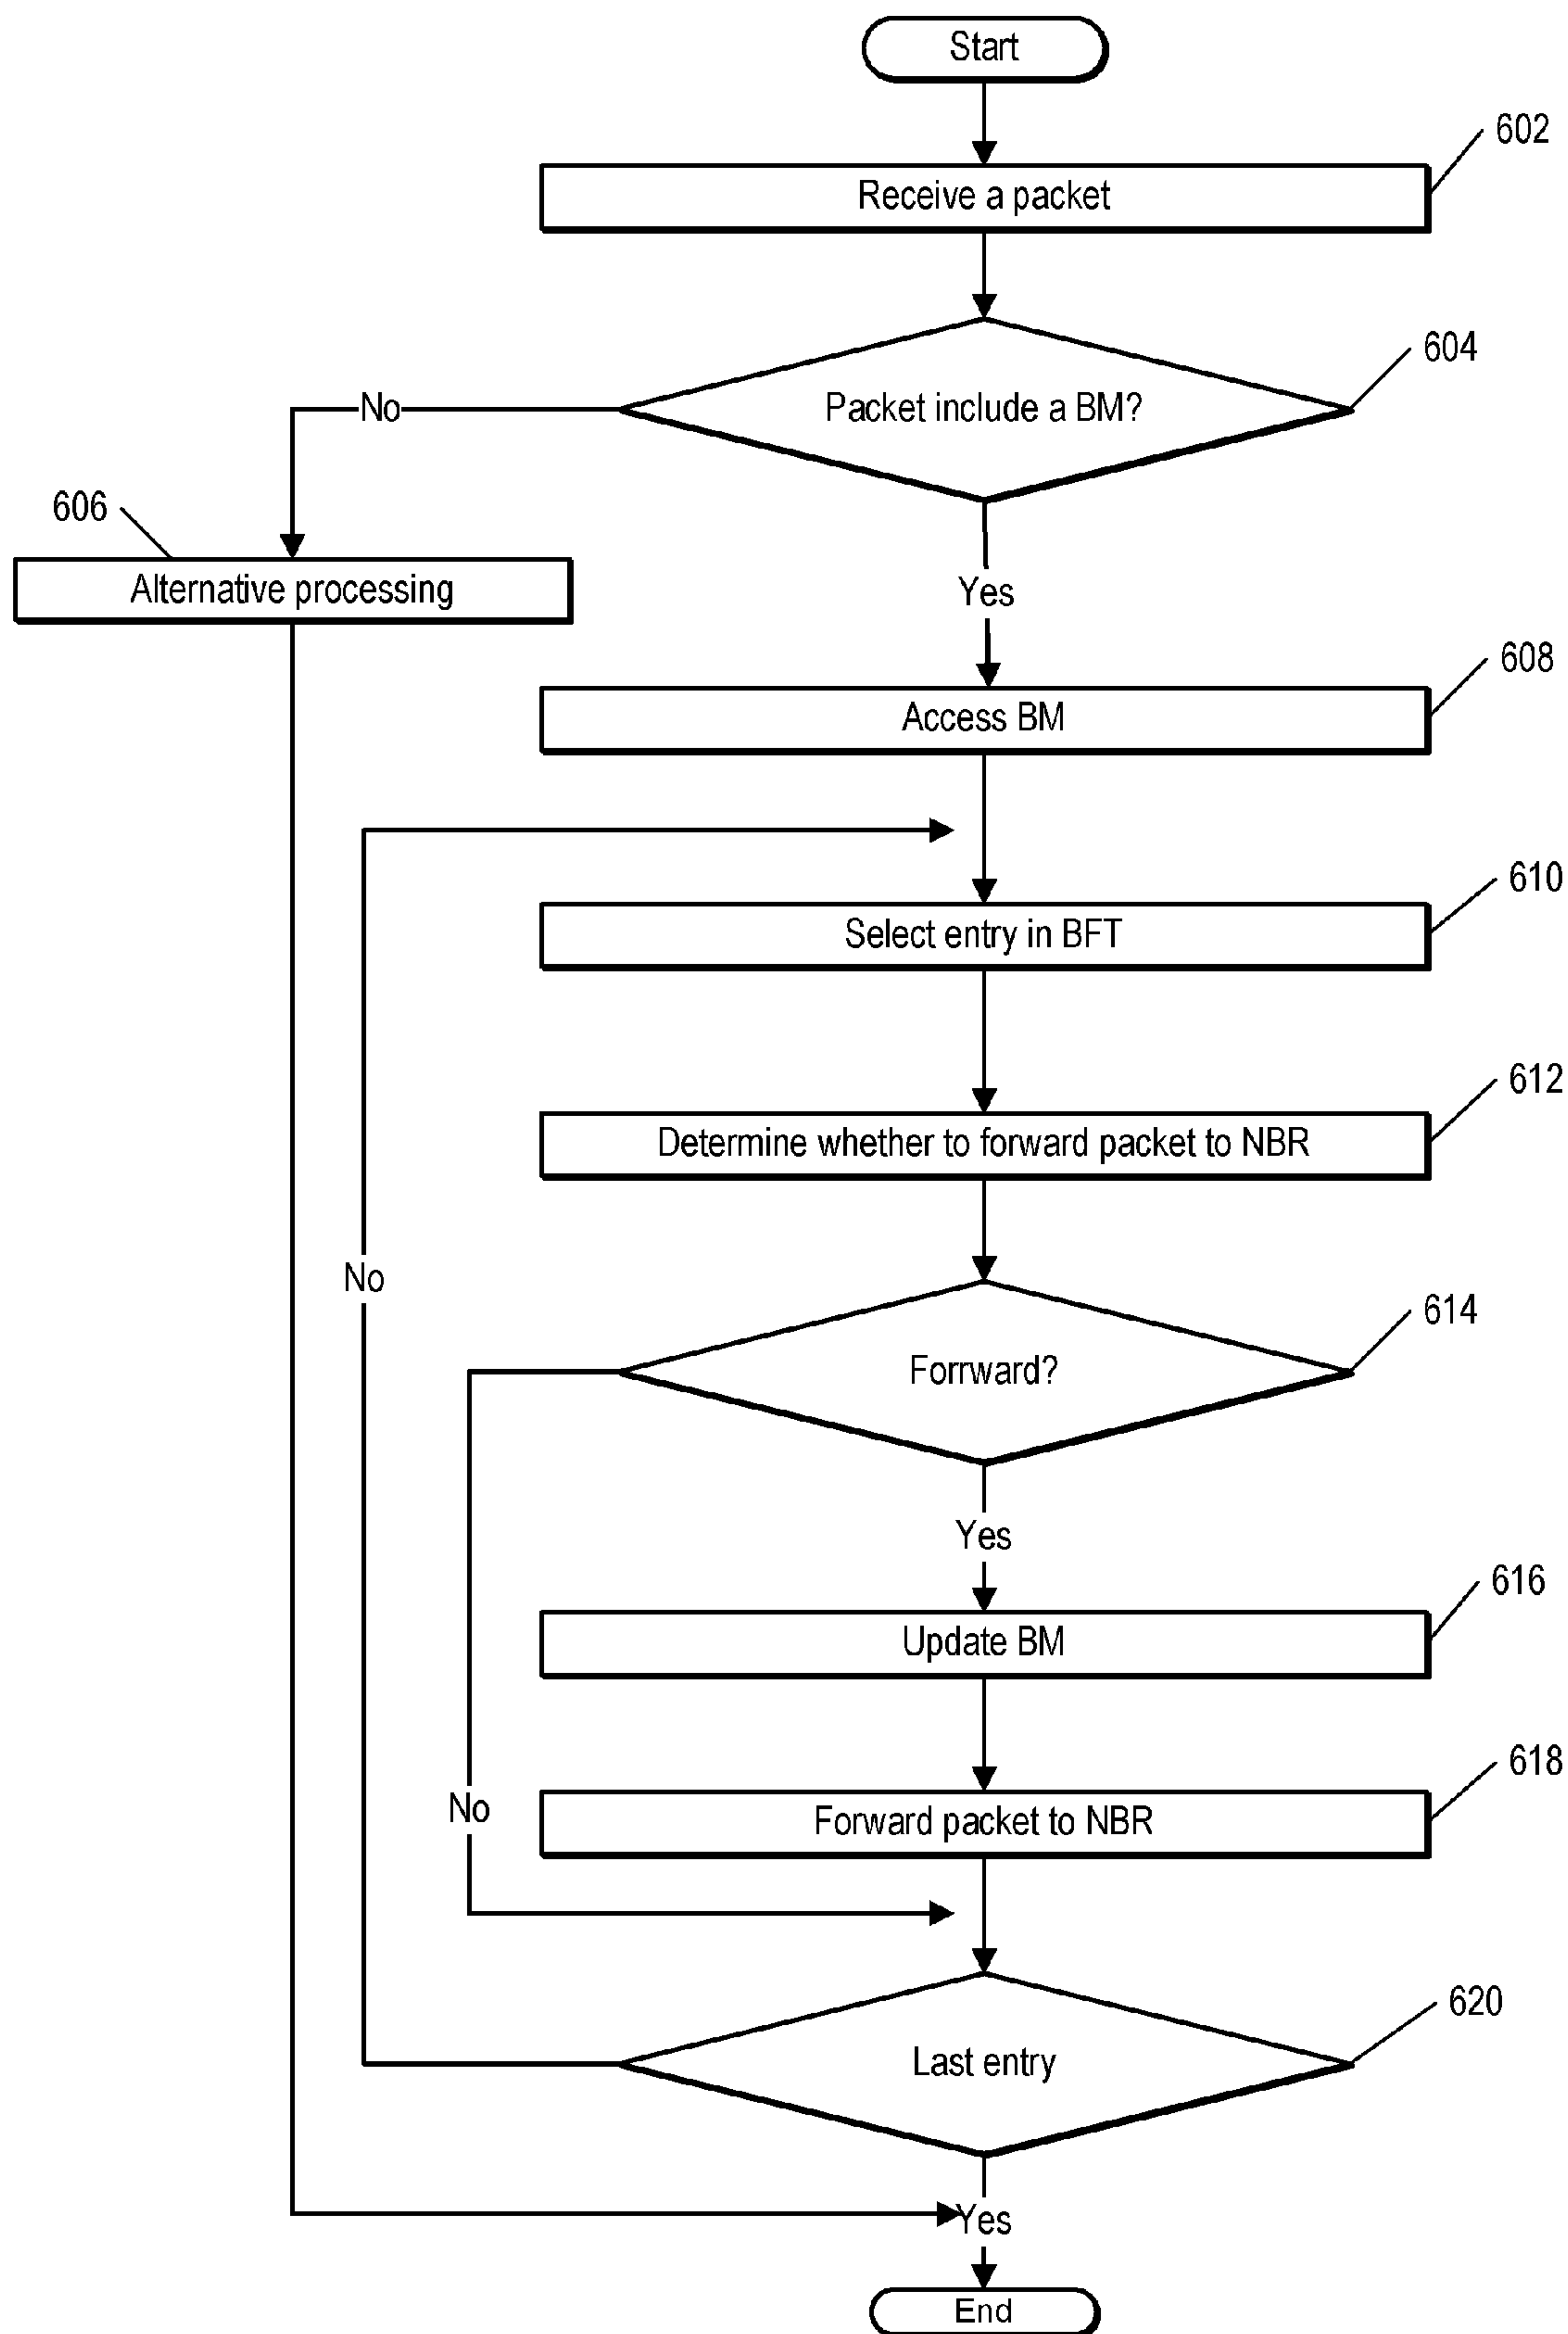 Start
602
Receive a packet
604
Packet include a BM?
No
606
Alternative processing
Yes
608
Access BM
610
Select entry in BFT
612
Determine whether to forward packet to NBR
No
614
Forrward?
Yes
616
Update BM
618
Forward packet to NBR
No
620
Last entry
Yes
End